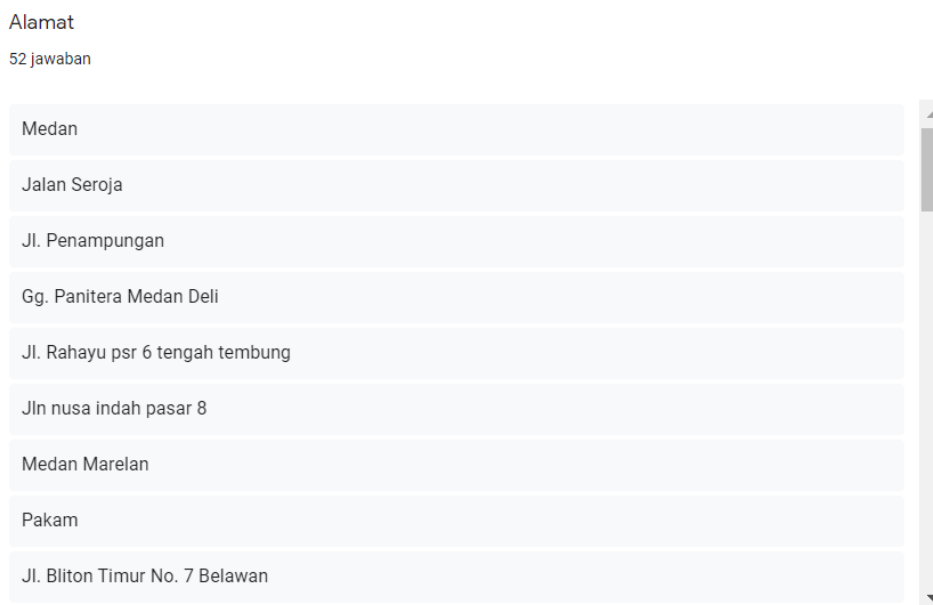 Alamat
52 jawaban
Medan
Jalan Seroja
Jl. Penampungan
Gg. Panitera Medan Deli
Jl. Rahayu psr 6 tengah tembung
Jln nusa indah pasar 8
Medan Marelan
Pakam
Jl. Bliton Timur No. 7 Belawan